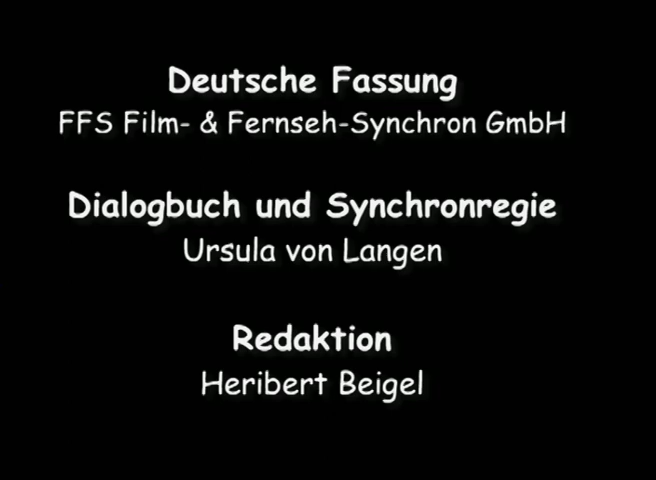 Deutsche Fassung
FFS Film- & Fernseh-Synchron GmbH
Dialogbuch und Synchronregie
Ursula von Langen
Redaktion
Heribert Beigel